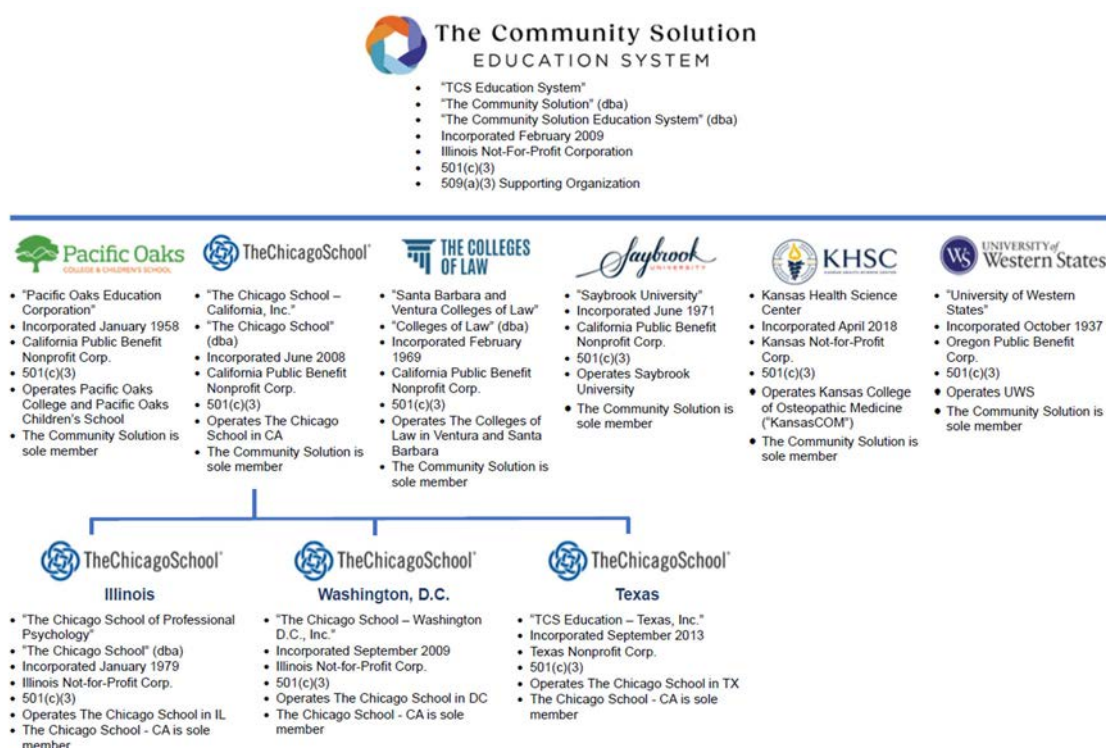 The Community Solution
EDUCATION SYSTEM
• "TCS Education System"
• "The Community Solution" (dba)
• "The Community Solution Education System" (dba)
• Incorporated February 2009
• Illinois Not-For-Profit Corporation
• 501(c)(3)
• 509(a)(3) Supporting Organization
Pacific Oaks
COLLEGE & CHILDREN'S SCHOOL
• "Pacific Oaks Education
Corporation"
• Incorporated January 1958
• California Public Benefit
Nonprofit Corp.
• 501(c)(3)
• Operates Pacific Oaks
College and Pacific Oaks
Children's School
• The Community Solution is
sole member
TheChicagoSchool
• "The Chicago School –
California, Inc."
• "The Chicago School"
(dba)
• Incorporated June 2008
• California Public Benefit
Nonprofit Corp.
• 501(c)(3)
• Operates The Chicago
School in CA
• The Community Solution is
sole member
THE COLLEGES
OF LAW
• "Santa Barbara and
Ventura Colleges of Law"
• "Colleges of Law" (dba)
• Incorporated February
1969
• California Public Benefit
Nonprofit Corp.
• 501(c)(3)
• Operates The Colleges of
Law in Ventura and Santa
Barbara
• The Community Solution is
sole member
Saybrook
UNIVERSITY
• "Saybrook University"
• Incorporated June 1971
• California Public Benefit
Nonprofit Corp.
• 501(c)(3)
• Operates Saybrook
University
• The Community Solution is
sole member
KHSC
KANSAS HEALTH SCIENCE CENTER
• Kansas Health Science
Center
• Incorporated April 2018
• Kansas Not-for-Profit
Corp.
• 501(c)(3)
• Operates Kansas College
of Osteopathic Medicine
("KansasCOM")
• The Community Solution is
sole member
WS
UNIVERSITY of
Western States
• "University of Western
States"
• Incorporated October 1937
• Oregon Public Benefit
Corp.
• 501(c)(3)
• Operates UWS
• The Community Solution is
sole member
TheChicagoSchool
Illinois
• "The Chicago School of Professional
Psychology"
• "The Chicago School" (dba)
• Incorporated January 1979
• Illinois Not-for-Profit Corp.
• 501(c)(3)
• Operates The Chicago School in IL
• The Chicago School - CA is sole
member
TheChicagoSchool
Washington, D.C.
• "The Chicago School – Washington
D.C., Inc."
• Incorporated September 2009
• Illinois Not-for-Profit Corp.
• 501(c)(3)
• Operates The Chicago School in DC
• The Chicago School - CA is sole
member
TheChicagoSchool
Texas
• "TCS Education – Texas, Inc."
• Incorporated September 2013
• Texas Nonprofit Corp.
• 501(c)(3)
• Operates The Chicago School in TX
• The Chicago School - CA is sole
member